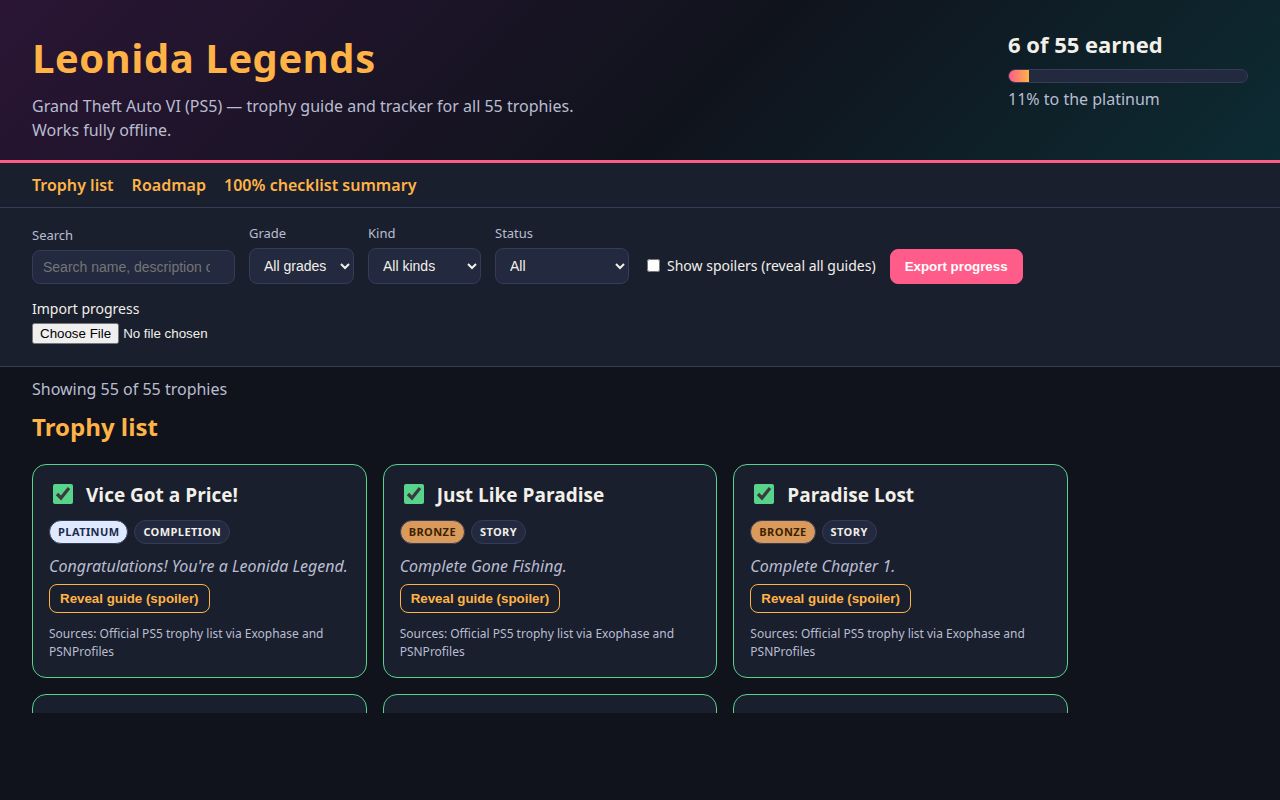 Leonida Legends
Grand Theft Auto VI (PS5) — trophy guide and tracker for all 55 trophies.
Works fully offline.
6 of 55 earned
11% to the platinum
Trophy list Roadmap 100% checklist summary
Search
Grade
Kind
Status
Search name, description c
All grades
All kinds
All
Show spoilers (reveal all guides)
Export progress
Import progress
Choose File No file chosen
Showing 55 of 55 trophies
Trophy list
Vice Got a Price!
PLATINUM COMPLETION
Congratulations! You're a Leonida Legend.
Reveal guide (spoiler)
Sources: Official PS5 trophy list via Exophase and
PSNProfiles
Just Like Paradise
BRONZE STORY
Complete Gone Fishing.
Reveal guide (spoiler)
Sources: Official PS5 trophy list via Exophase and
PSNProfiles
Paradise Lost
BRONZE STORY
Complete Chapter 1.
Reveal guide (spoiler)
Sources: Official PS5 trophy list via Exophase and
PSNProfiles